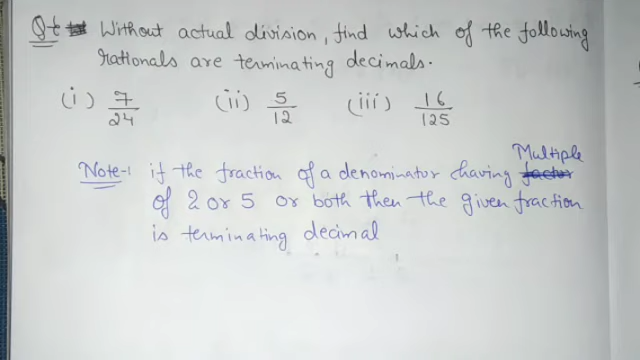 Q-t Without actual division, find which of the following
rationals are terminating decimals.
(i) 7/24 (ii) 5/12 (iii) 16/125
Multiple
Note-1 if the fraction of a denominator having factor
of 2 or 5 or both then the given fraction
is terminating decimal